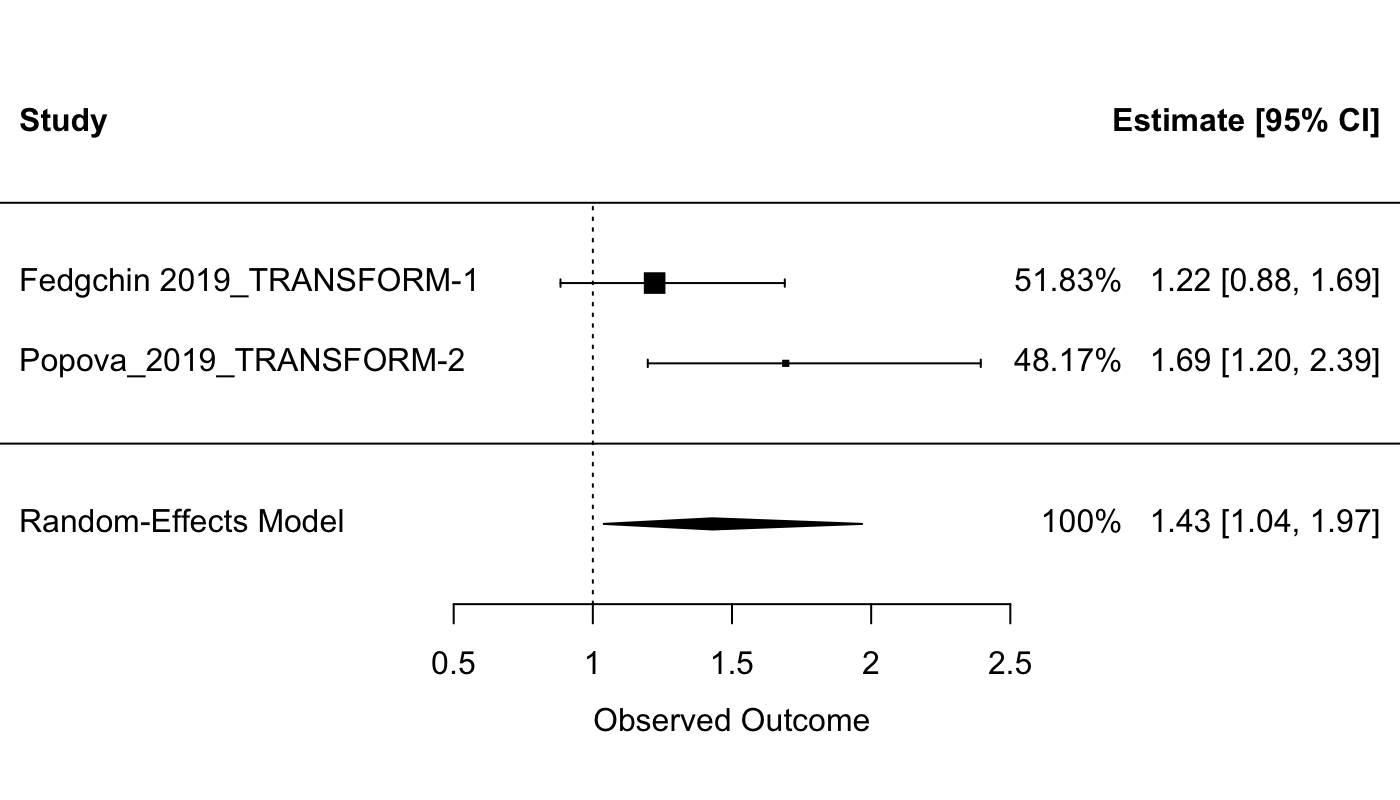 Study Estimate [95% CI]
Fedgchin 2019_TRANSFORM-1 51.83% 1.22 [0.88, 1.69]
Popova_2019_TRANSFORM-2 48.17% 1.69 [1.20, 2.39]
Random-Effects Model 100% 1.43 [1.04, 1.97]
0.5 1 1.5 2 2.5
Observed Outcome